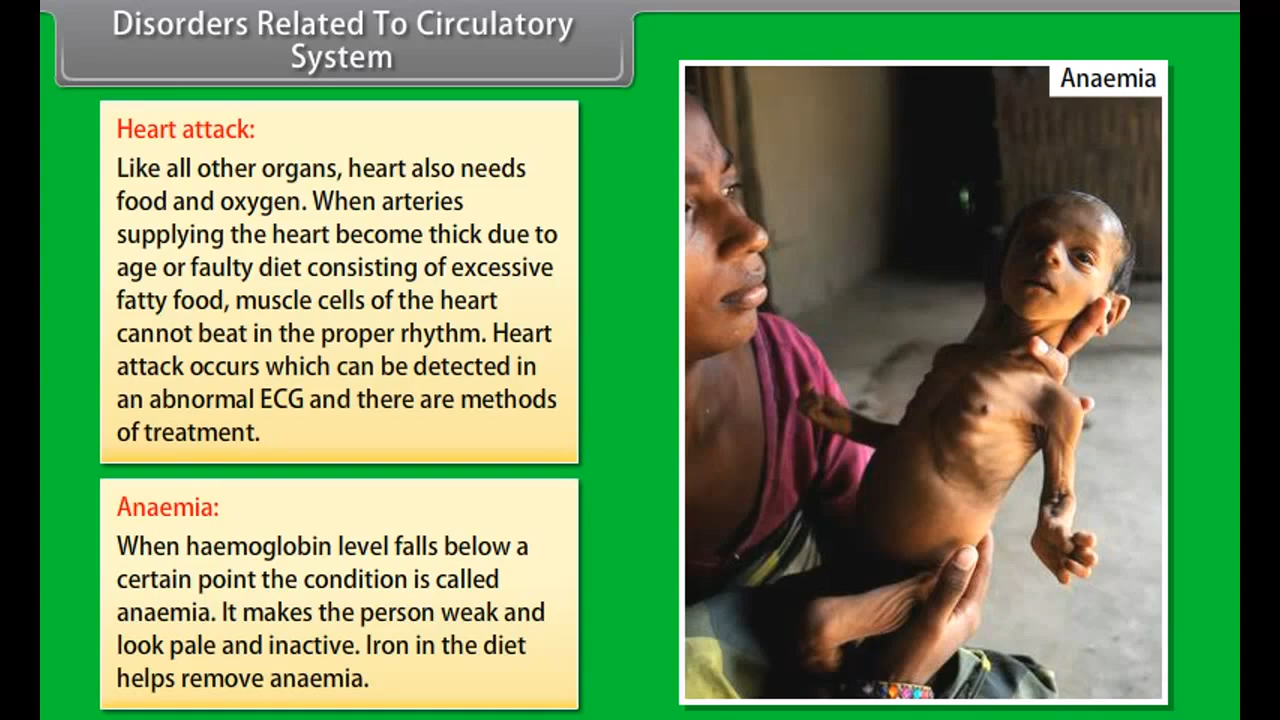 Disorders Related To Circulatory
System
Heart attack:
Like all other organs, heart also needs
food and oxygen. When arteries
supplying the heart become thick due to
age or faulty diet consisting of excessive
fatty food, muscle cells of the heart
cannot beat in the proper rhythm. Heart
attack occurs which can be detected in
an abnormal ECG and there are methods
of treatment.
Anaemia:
When haemoglobin level falls below a
certain point the condition is called
anaemia. It makes the person weak and
look pale and inactive. Iron in the diet
helps remove anaemia.
Anaemia